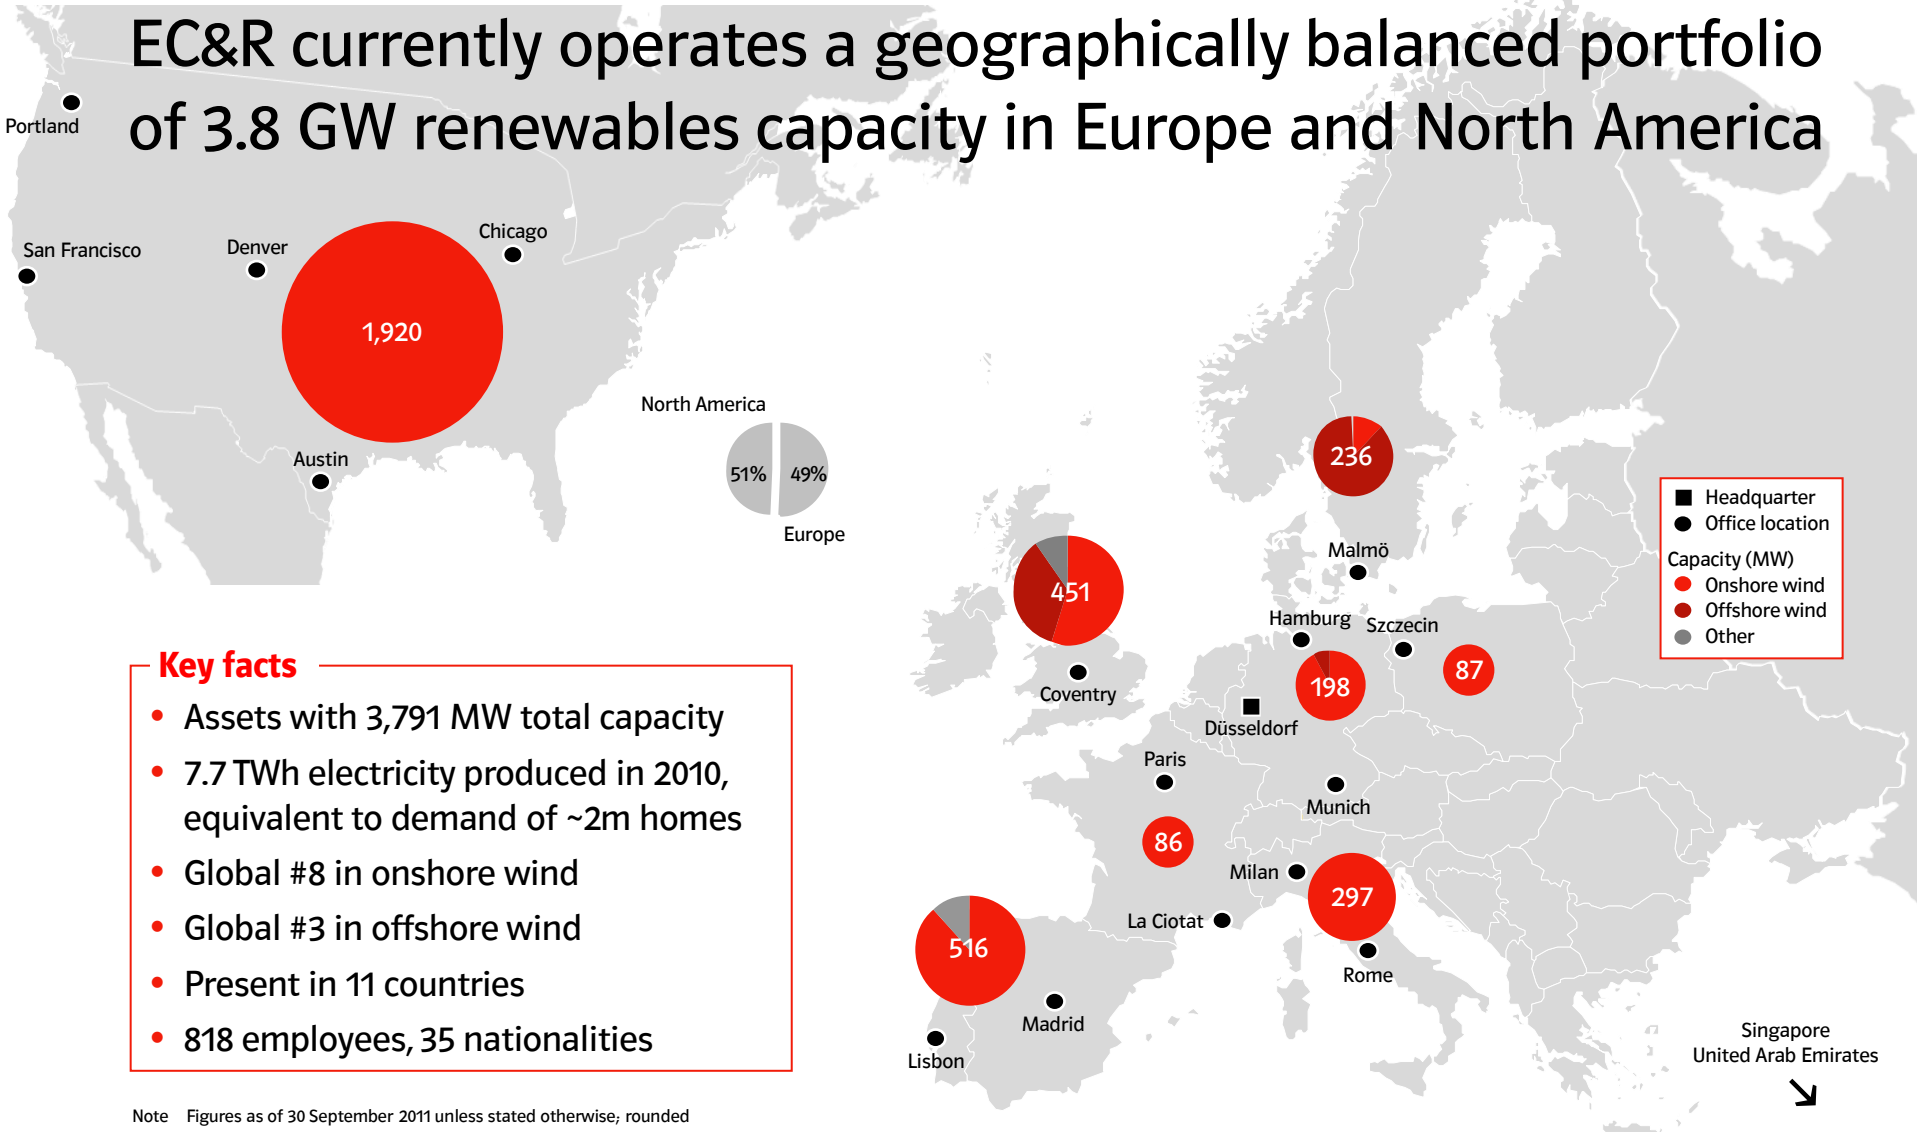 EC&R currently operates a geographically balanced portfolio
of 3.8 GW renewables capacity in Europe and North America
Portland
San Francisco
Denver
Chicago
1,920
Austin
North America
51%
49%
Europe
236
Malmö
451
Coventry
Hamburg
Szczecin
198
87
Düsseldorf
Paris
Munich
86
Milan
297
La Ciotat
Rome
516
Madrid
Lisbon
Headquarter
Office location
Capacity (MW)
Onshore wind
Offshore wind
Other
Key facts
• Assets with 3,791 MW total capacity
• 7.7 TWh electricity produced in 2010,
equivalent to demand of ~2m homes
• Global #8 in onshore wind
• Global #3 in offshore wind
• Present in 11 countries
• 818 employees, 35 nationalities
Singapore
United Arab Emirates
Note Figures as of 30 September 2011 unless stated otherwise; rounded